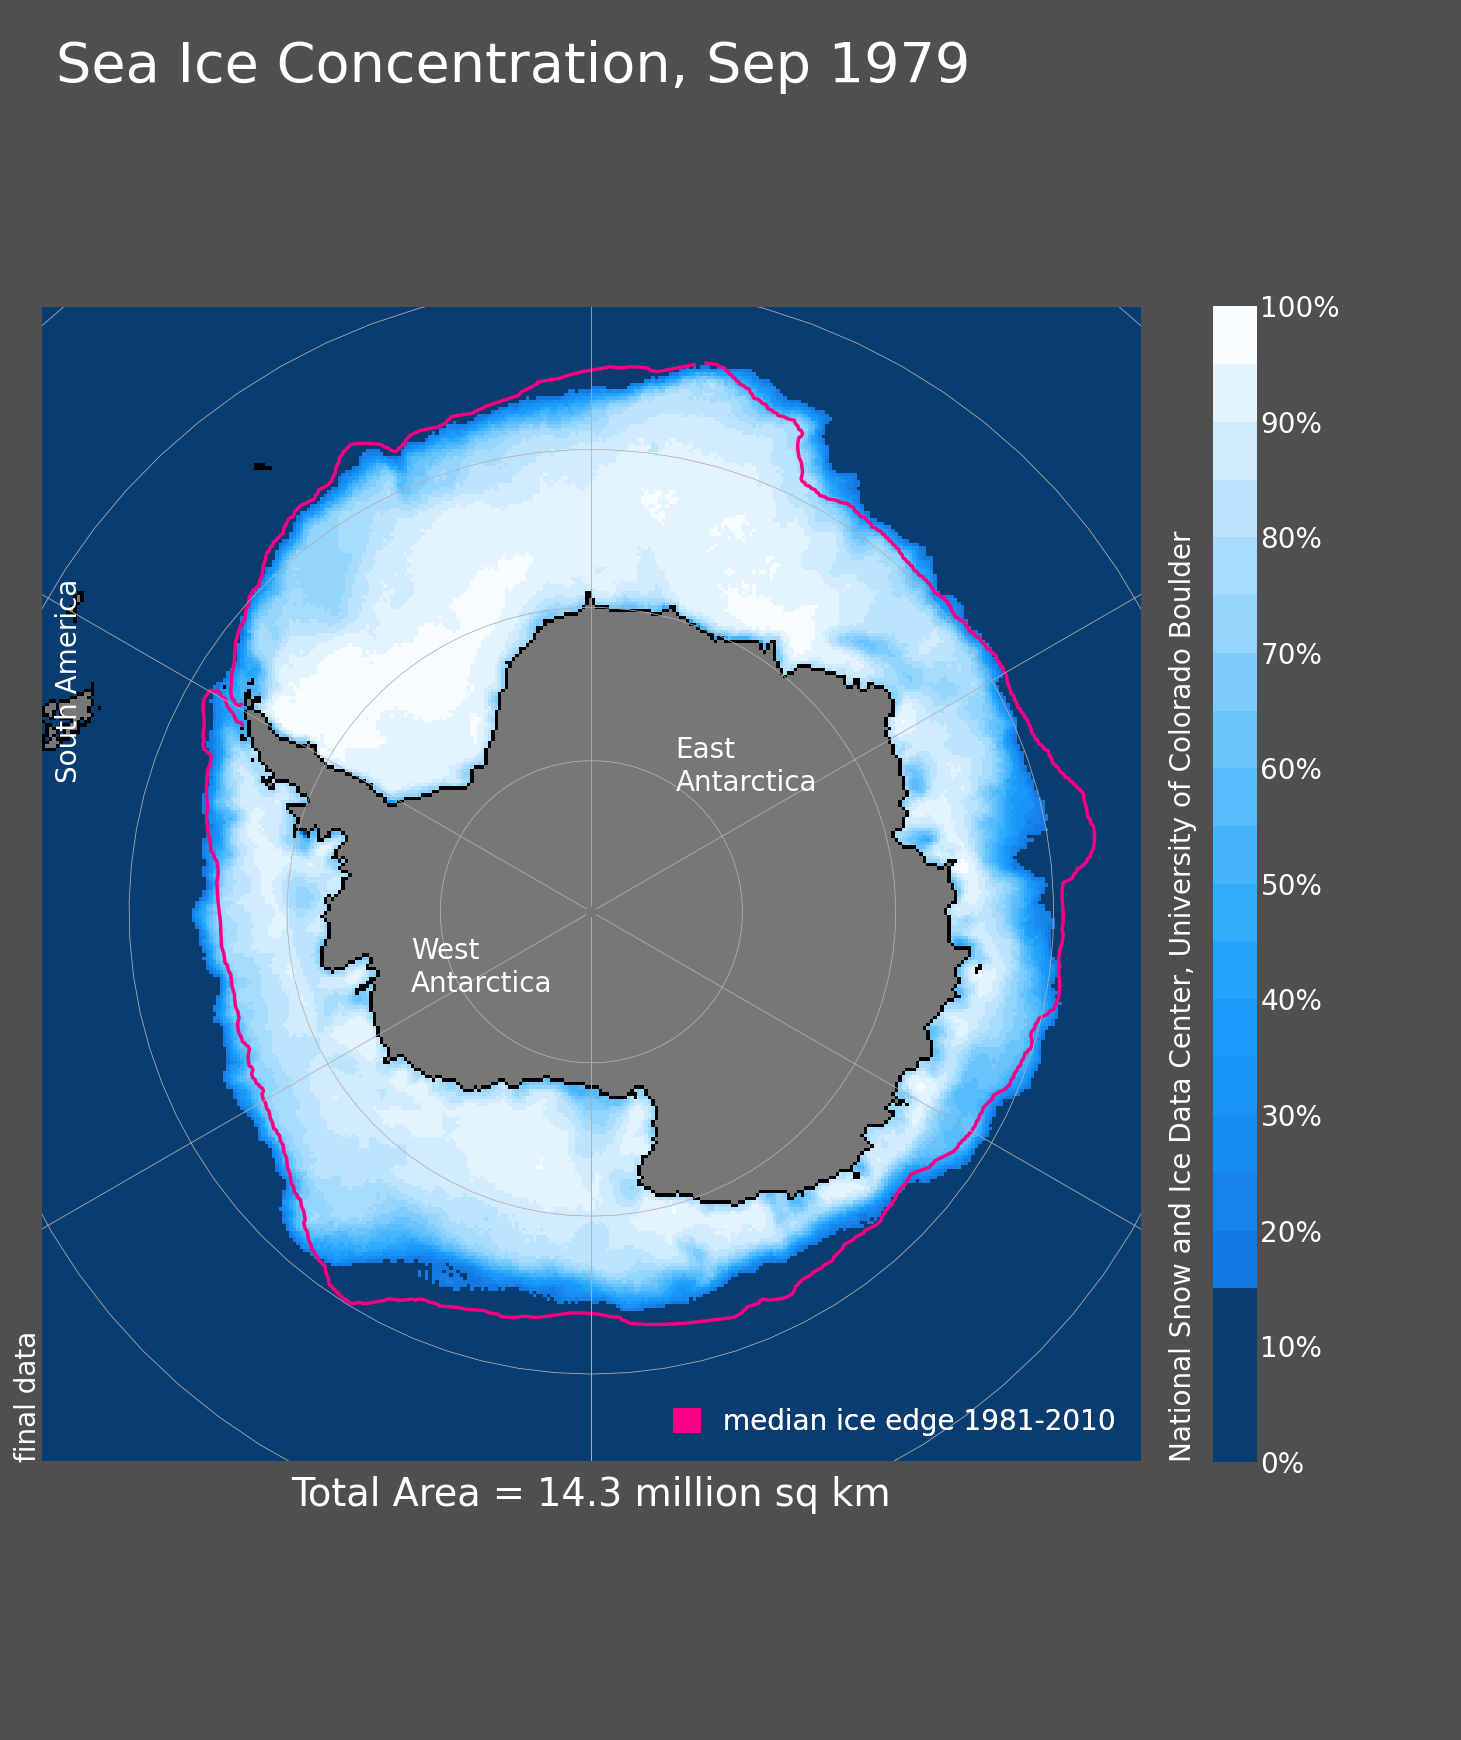 Sea Ice Concentration, Sep 1979
South America
East
Antarctica
West
Antarctica
final data
median ice edge 1981-2010
Total Area = 14.3 million sq km
National Snow and Ice Data Center, University of Colorado Boulder
100%
90%
80%
70%
60%
50%
40%
30%
20%
10%
0%